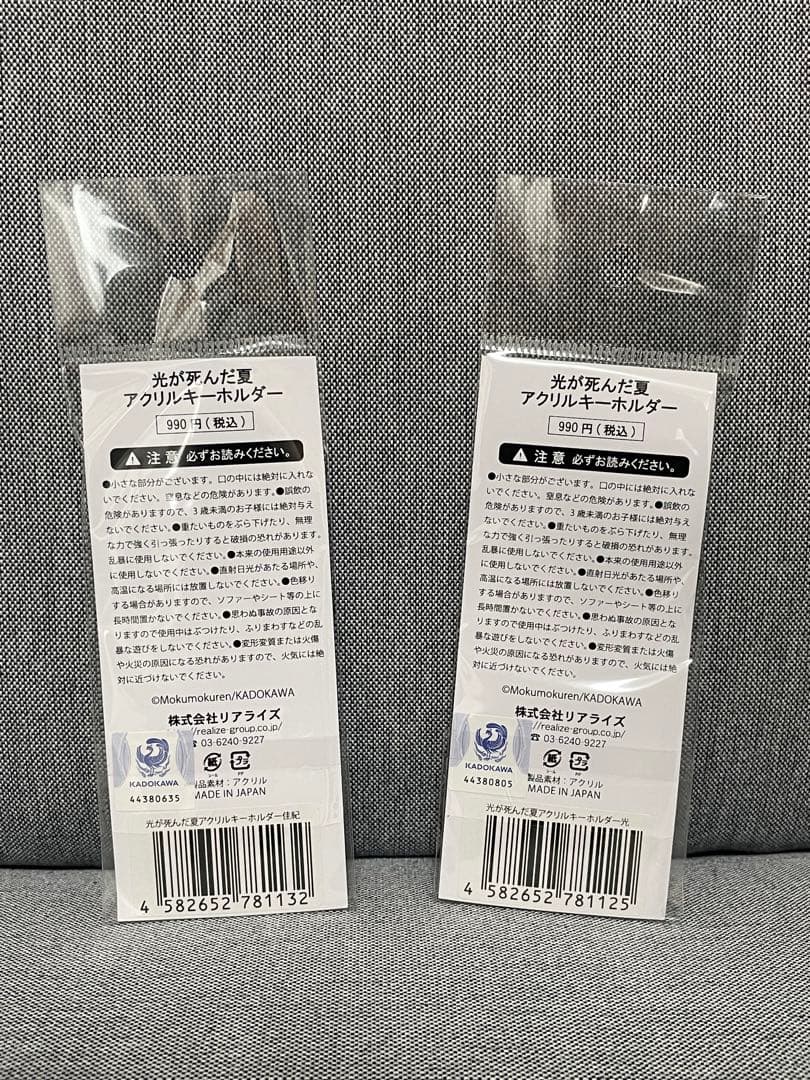 光が死んだ夏
アクリルキーホルダー
990円(税込)
注意 必ずお読みください。
●小さな部分がございます。口の中には絶対に入れな
いでください。窒息などの危険があります。●誤飲の
危険がありますので、3歳未満のお子様には絶対与え
ないでください。●重たいものをぶら下げたり、無理
な力で強く引っ張ったりすると破損の恐れがあります。
乱暴に使用しないでください。●本来の使用用途以外
に使用しないでください。●直射日光があたる場所や、
高温になる場所には放置しないでください。●色移り
する場合がありますので、ソファーやシート等の上に
長時間置かないでください。●思わぬ事故の原因とな
りますので使用中はぶつけたり、ふりまわすなどの乱
暴な遊びをしないでください。●変形変質または火傷
や火災の原因になる恐れがありますので、火気には絶
対に近づけないでください。
©Mokumokuren/KADOKAWA
株式会社リアライズ
//realize-group.co.jp/
☎ 03-6240-9227
紙 プラ
シール PP
KADOKAWA
製品素材:アクリル
44380635
MADE IN JAPAN
光が死んだ夏アクリルキーホルダー佳紀
4 582652 781132
光が死んだ夏
アクリルキーホルダー
990円(税込)
注意 必ずお読みください。
●小さな部分がございます。口の中には絶対に入れな
いでください。窒息などの危険があります。●誤飲の
危険がありますので、3歳未満のお子様には絶対与え
ないでください。●重たいものをぶら下げたり、無理
な力で強く引っ張ったりすると破損の恐れがあります。
乱暴に使用しないでください。●本来の使用用途以外
に使用しないでください。●直射日光があたる場所や、
高温になる場所には放置しないでください。●色移り
する場合がありますので、ソファーやシート等の上に
長時間置かないでください。●思わぬ事故の原因とな
りますので使用中はぶつけたり、ふりまわすなどの乱
暴な遊びをしないでください。●変形変質または火傷
や火災の原因になる恐れがありますので、火気には絶
対に近づけないでください。
©Mokumokuren/KADOKAWA
株式会社リアライズ
//realize-group.co.jp/
☎ 03-6240-9227
紙 プラ
シール PP
KADOKAWA
製品素材:アクリル
44380805
MADE IN JAPAN
光が死んだ夏アクリルキーホルダー光
4 582652 781125